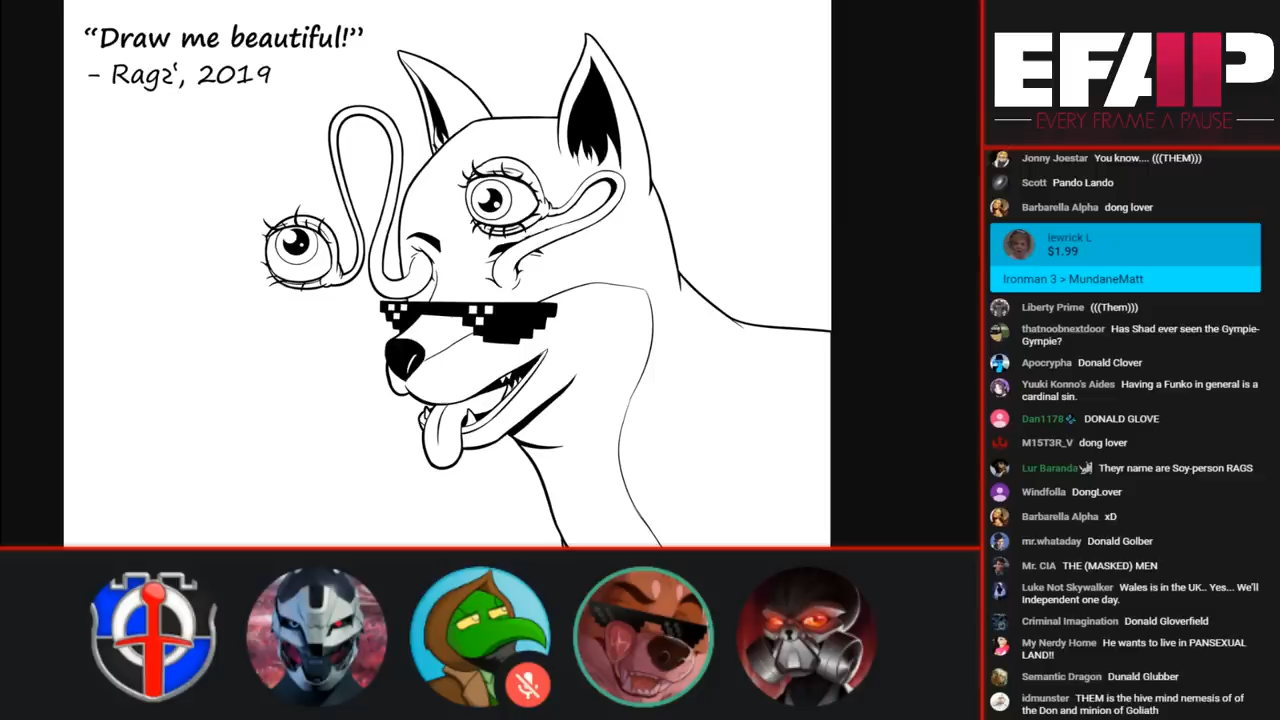 “Draw me beautiful!”
- Rags', 2019
EFAP
EVERY FRAME A PAUSE
Jonny Joestar You know.... (((THEM)))
Scott Pando Lando
Barbarella Alpha dong lover
lewrick L
$1.99
Ironman 3 > MundaneMatt
Liberty Prime (((Them)))
thatnoobnextdoor Has Shad ever seen the Gympie-
Gympie?
Apocrypha Donald Clover
Yuuki Konno's Aides Having a Funko in general is a
cardinal sin.
Dan1178 DONALD GLOVE
M15T3R_V dong lover
Lur Baranda Theyr name are Soy-person RAGS
Windfolla DongLover
Barbarella Alpha xD
mr.whataday Donald Golber
Mr. CIA THE (MASKED) MEN
Luke Not Skywalker Wales is in the UK.. Yes... We'll
Independent one day.
Criminal Imagination Donald Gloverfield
My Nerdy Home He wants to live in PANSEXUAL
LAND!!
Semantic Dragon Dunald Glubber
idmunster THEM is the hive mind nemesis of of
the Don and minion of Goliath